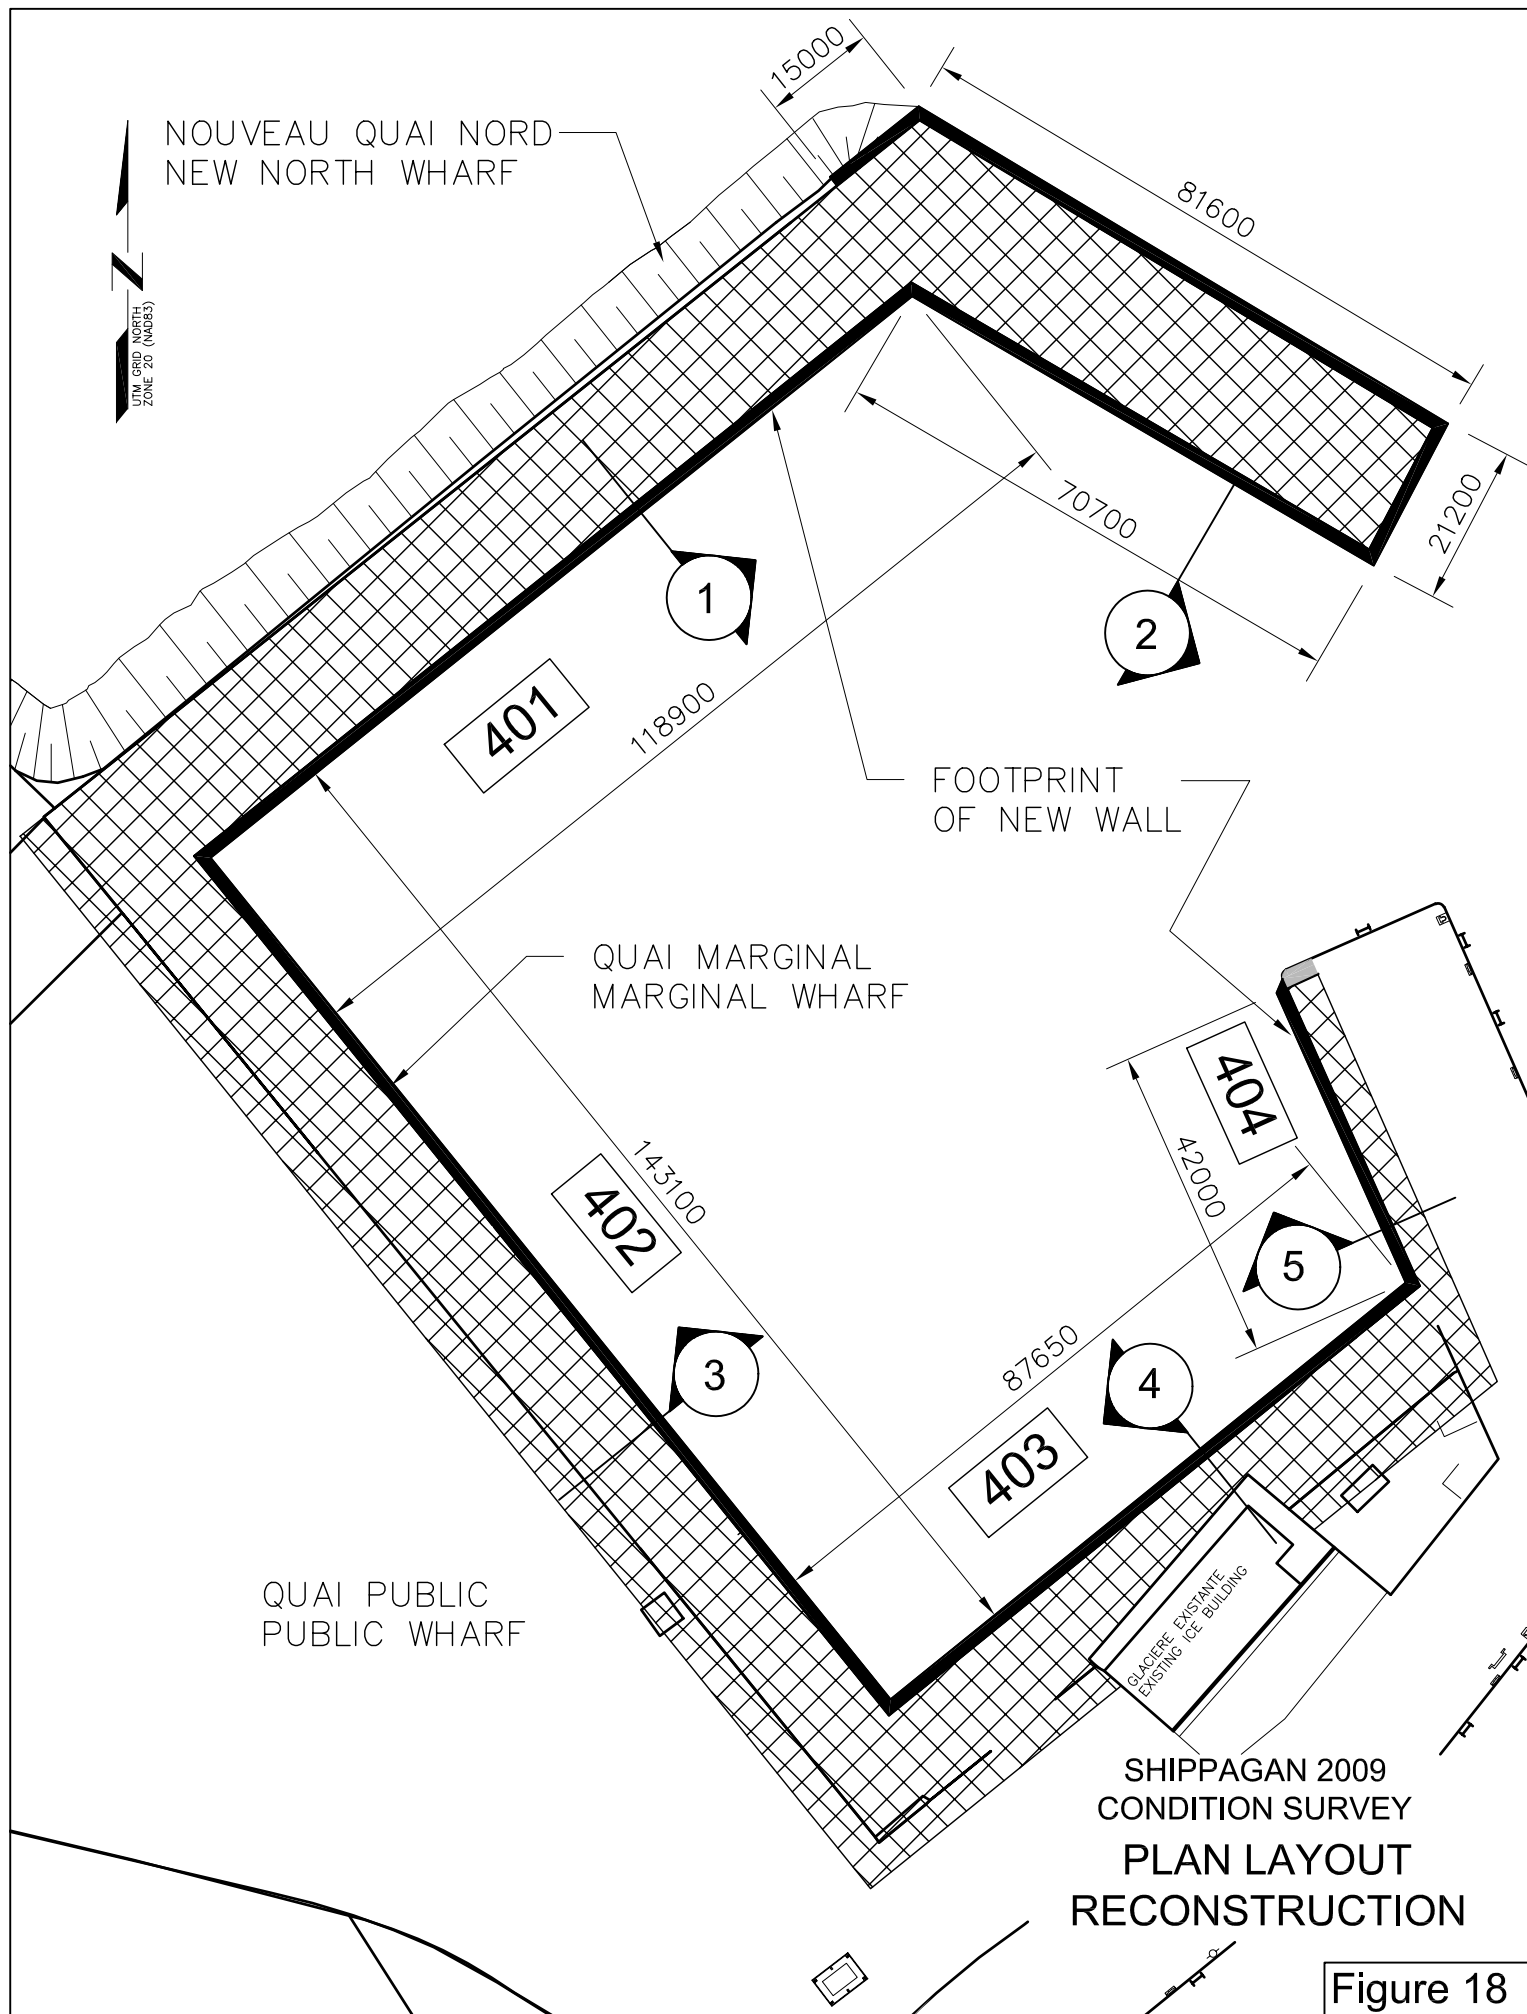 15000
NOUVEAU QUAI NORD
NEW NORTH WHARF
81600
UTM GRID NORTH
ZONE 20 (NAD83)
70700
21200
1
2
401
118900
FOOTPRINT
OF NEW WALL
QUAI MARGINAL
MARGINAL WHARF
404
42000
143100
402
5
87650
3
4
403
QUAI PUBLIC
PUBLIC WHARF
GLACIERE EXISTANTE
EXISTING ICE BUILDING
SHIPPAGAN 2009
CONDITION SURVEY
PLAN LAYOUT
RECONSTRUCTION
Figure 18